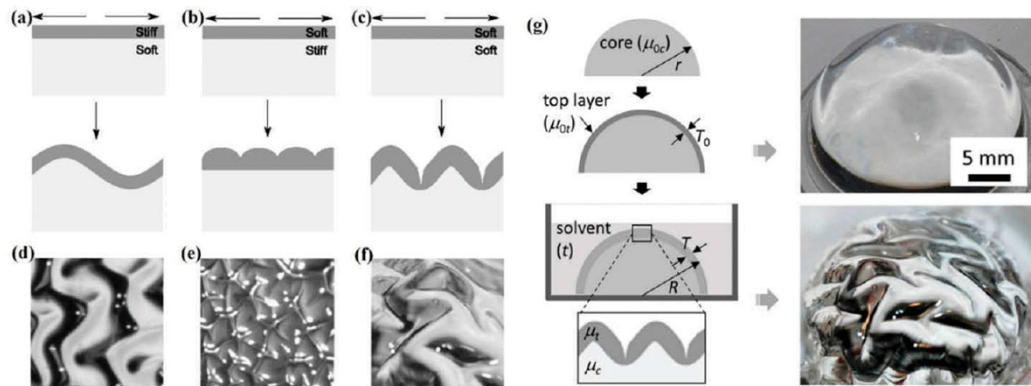 (a)
Stiff
Soft
(b)
Soft
Stiff
(c)
Soft
Soft
(d)
(e)
(f)
(g)
core (μ0c)
r
top layer
(μ0t)
T0
solvent
(t)
T
R
μt
μc
5 mm